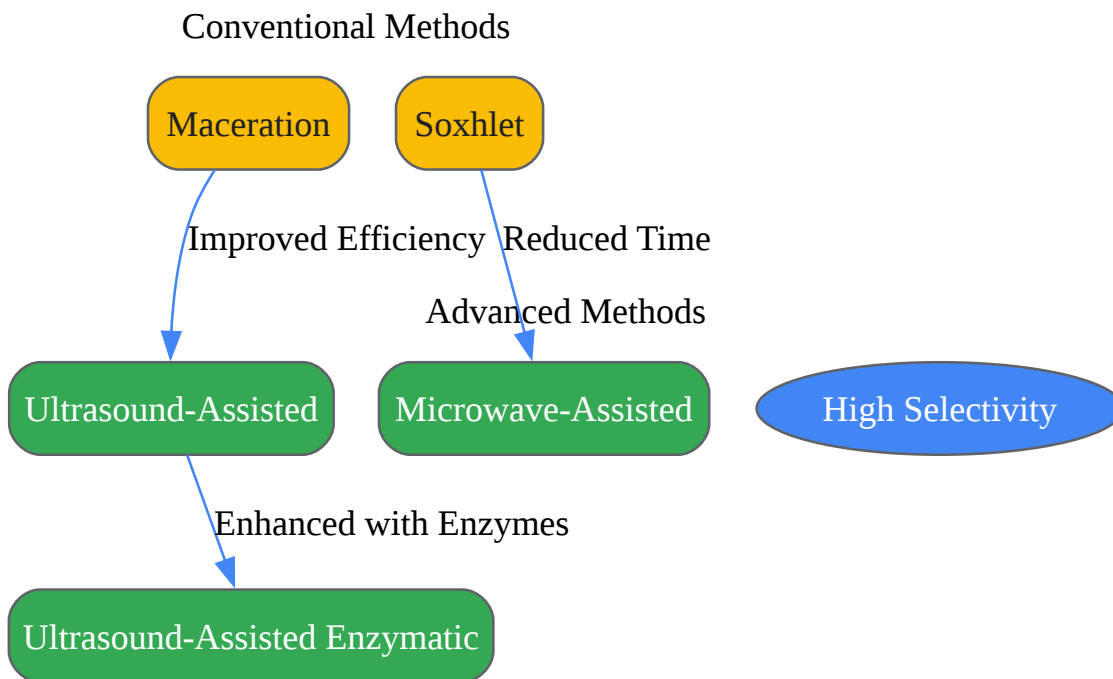 Conventional Methods
Maceration
Soxhlet
Improved Efficiency
Reduced Time
Advanced Methods
Ultrasound-Assisted
Microwave-Assisted
High Selectivity
Enhanced with Enzymes
Ultrasound-Assisted Enzymatic